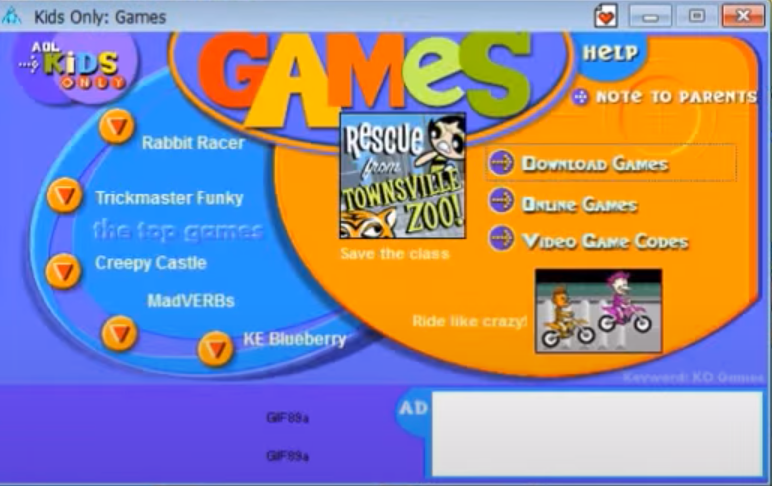 Kids Only: Games
AOL
KiDS
ONLY
GAMeS
HeLP
NOTe TO PAReNTS
Rabbit Racer
Trickmaster Funky
the top games
Creepy Castle
MadVERBs
KE Blueberry
RESCUE
from
TOWNSVILLE
ZOO!
Save the class
DOWNLOAD GAMeS
ONLINe GAMeS
VIDeO GAMe CODeS
Ride like crazy!
Keyword: KO Games
GIF89a
GIF89a
AD